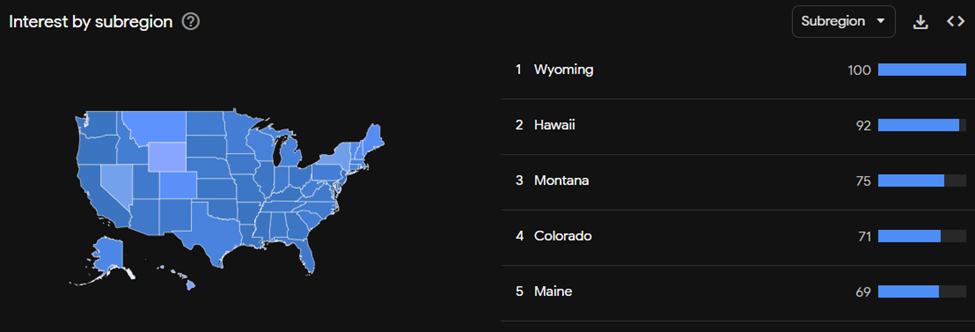 Interest by subregion
Subregion
1 Wyoming 100
2 Hawaii 92
3 Montana 75
4 Colorado 71
5 Maine 69